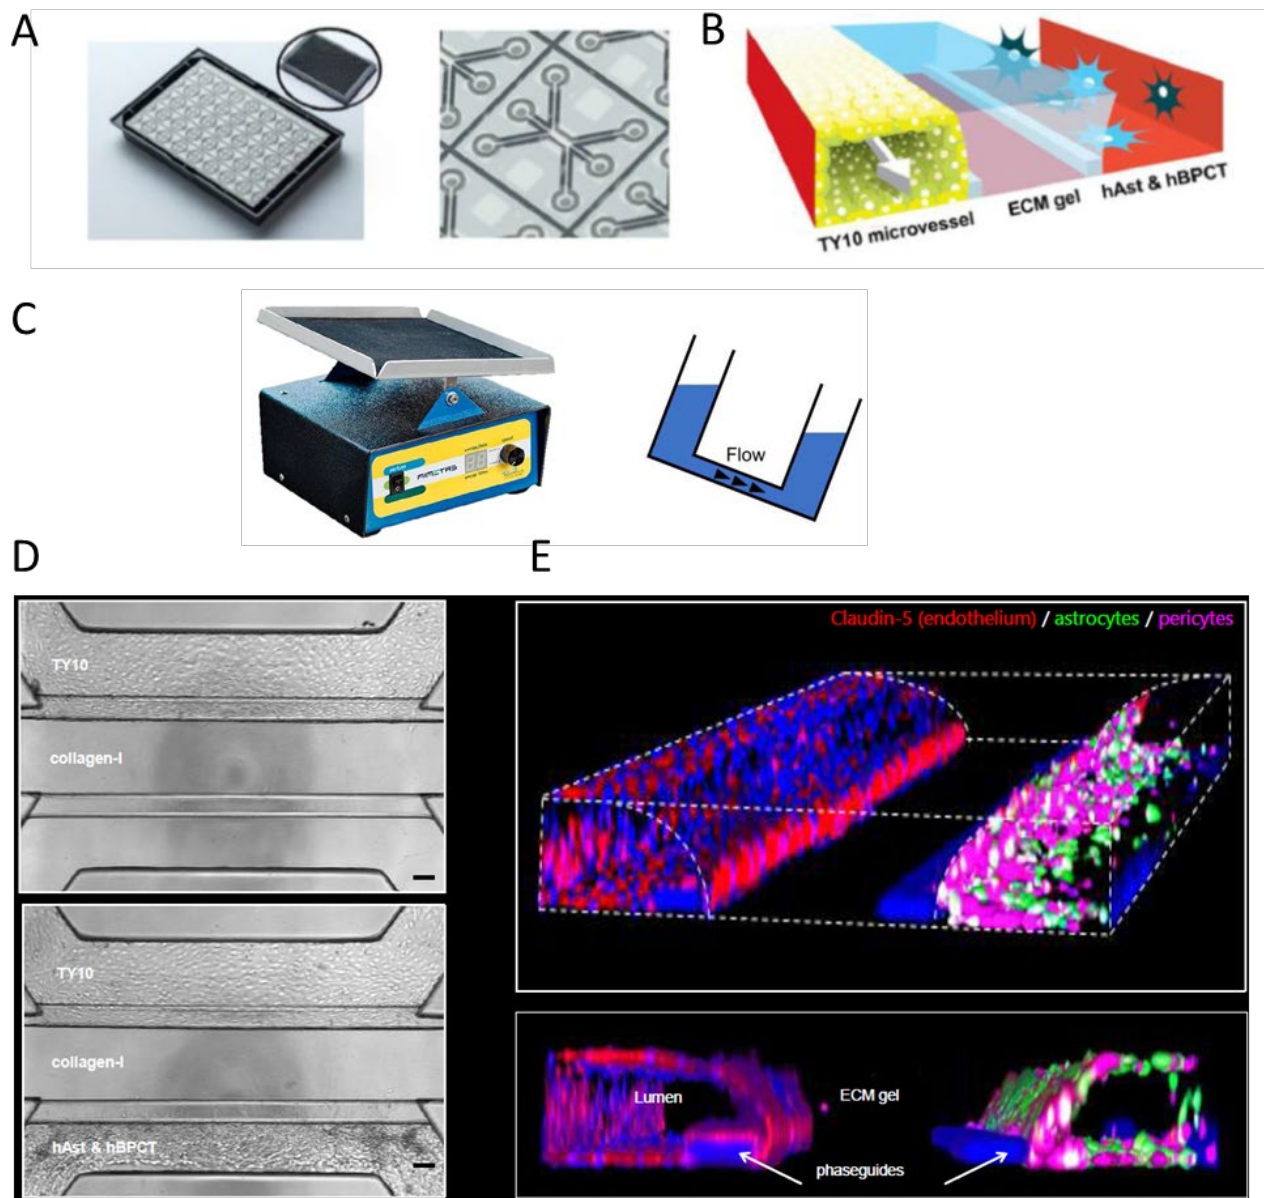 A
B
TY10 microvessel
ECM gel
hAst & hBPCT
C
MIMETAS
Flow
D
E
TY10
collagen-I
TY10
collagen-I
hAst & hBPCT
Claudin-5 (endothelium) / astrocytes / pericytes
Lumen
ECM gel
phaseguides